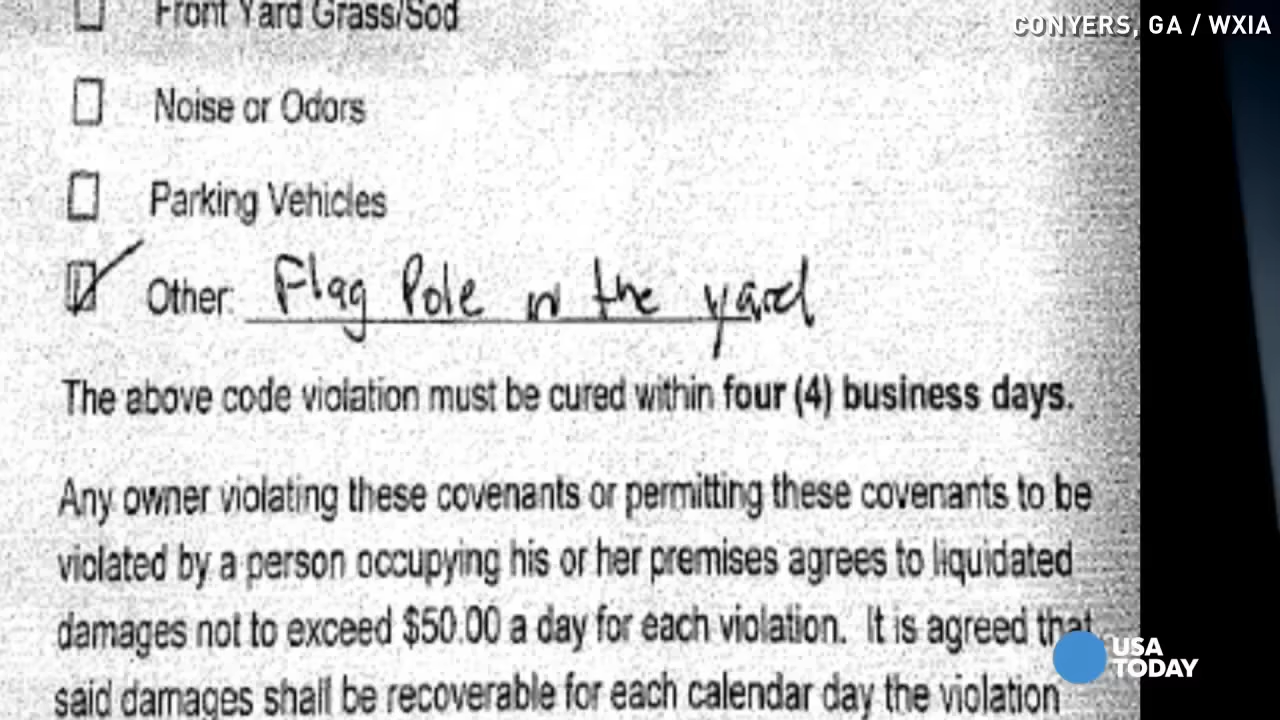 CONYERS, GA / WXIA
Front Yard Grass/Sod
Noise or Odors
Parking Vehicles
Other: Flag Pole in the yard
The above code violation must be cured within four (4) business days.
Any owner violating these covenants or permitting these covenants to be
violated by a person occupying his or her premises agrees to liquidated
damages not to exceed $50.00 a day for each violation. It is agreed that
said damages shall be recoverable for each calendar day the violation
USA
TODAY